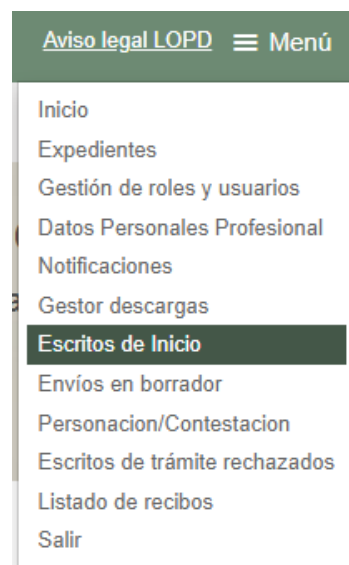 Aviso legal LOPD ☰ Menú
Inicio
Expedientes
Gestión de roles y usuarios
Datos Personales Profesional
Notificaciones
Gestor descargas
Escritos de Inicio
Envíos en borrador
Personacion/Contestacion
Escritos de trámite rechazados
Listado de recibos
Salir